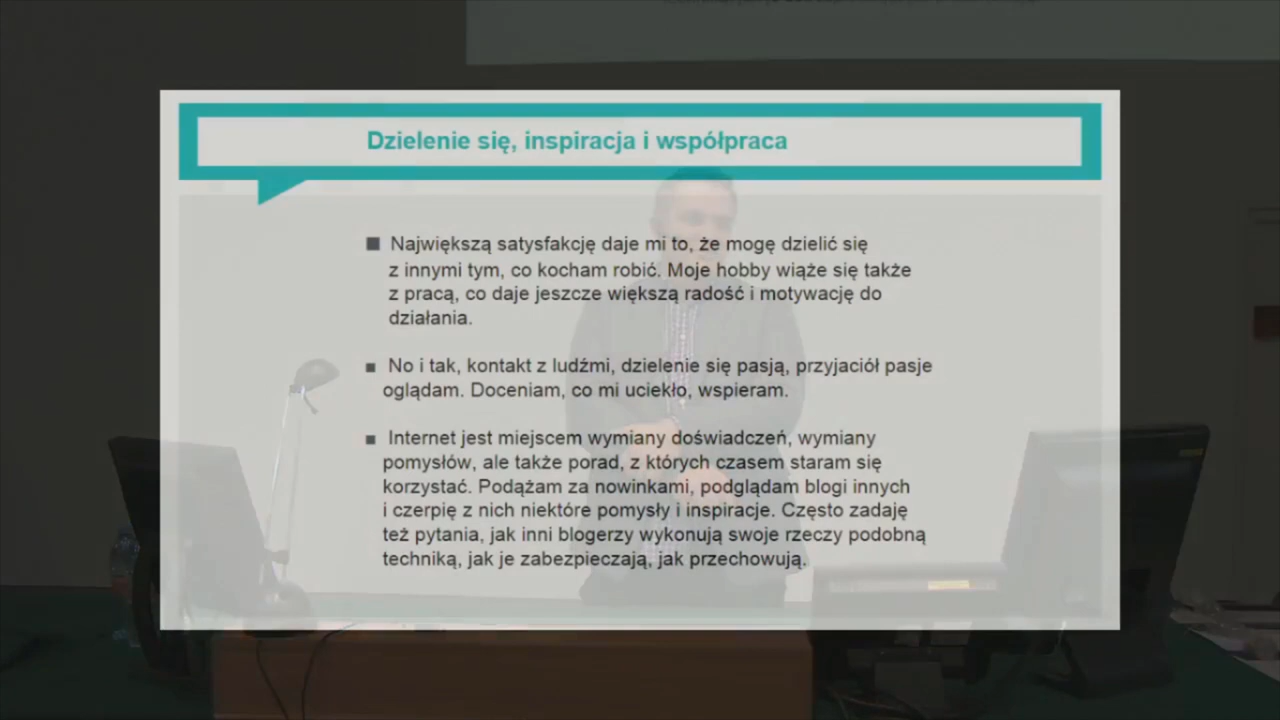 Dzielenie się, inspiracja i współpraca
Największą satysfakcję daje mi to, że mogę dzielić się
z innymi tym, co kocham robić. Moje hobby wiąże się także
z pracą, co daje jeszcze większą radość i motywację do
działania.
No i tak, kontakt z ludźmi, dzielenie się pasją, przyjaciół pasje
oglądam. Doceniam, co mi uciekło, wspieram.
Internet jest miejscem wymiany doświadczeń, wymiany
pomysłów, ale także porad, z których czasem staram się
korzystać. Podążam za nowinkami, podglądam blogi innych
i czerpię z nich niektóre pomysły i inspiracje. Często zadaję
też pytania, jak inni blogerzy wykonują swoje rzeczy podobną
techniką, jak je zabezpieczają, jak przechowują.